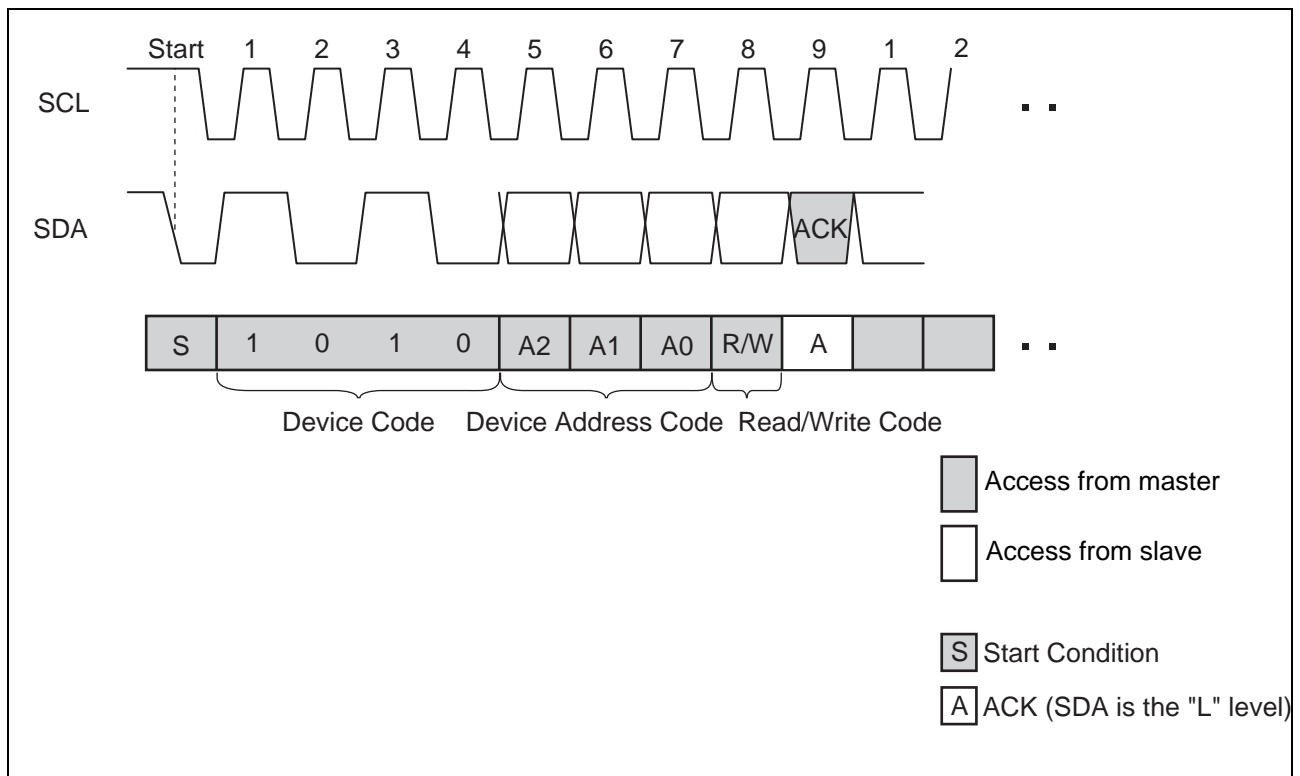 Start 1 2 3 4 5 6 7 8 9 1 2
SCL
SDA
ACK
S 1 0 1 0 A2 A1 A0 R/W A
Device Code Device Address Code Read/Write Code
Access from master
Access from slave
S Start Condition
A ACK (SDA is the "L" level)